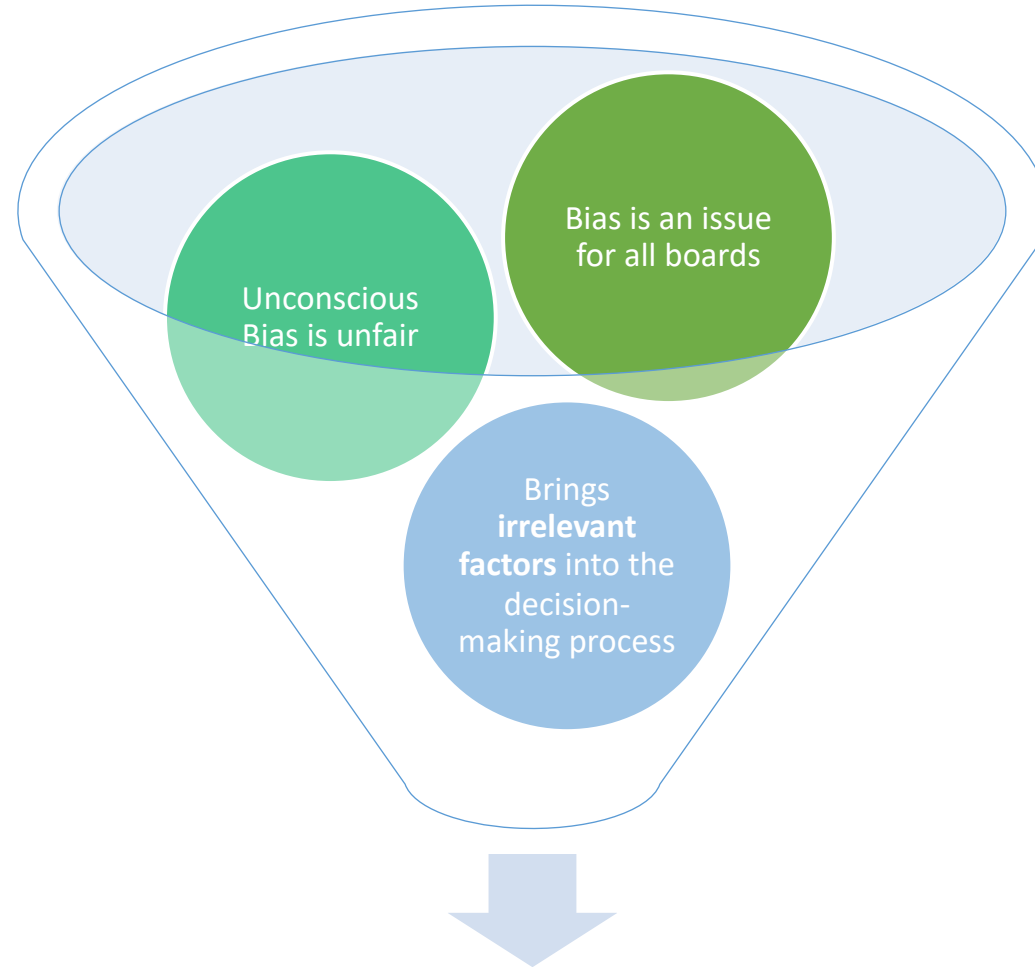 Bias is an issue
for all boards
Unconscious
Bias is unfair
Brings
irrelevant
factors into the
decision-
making process